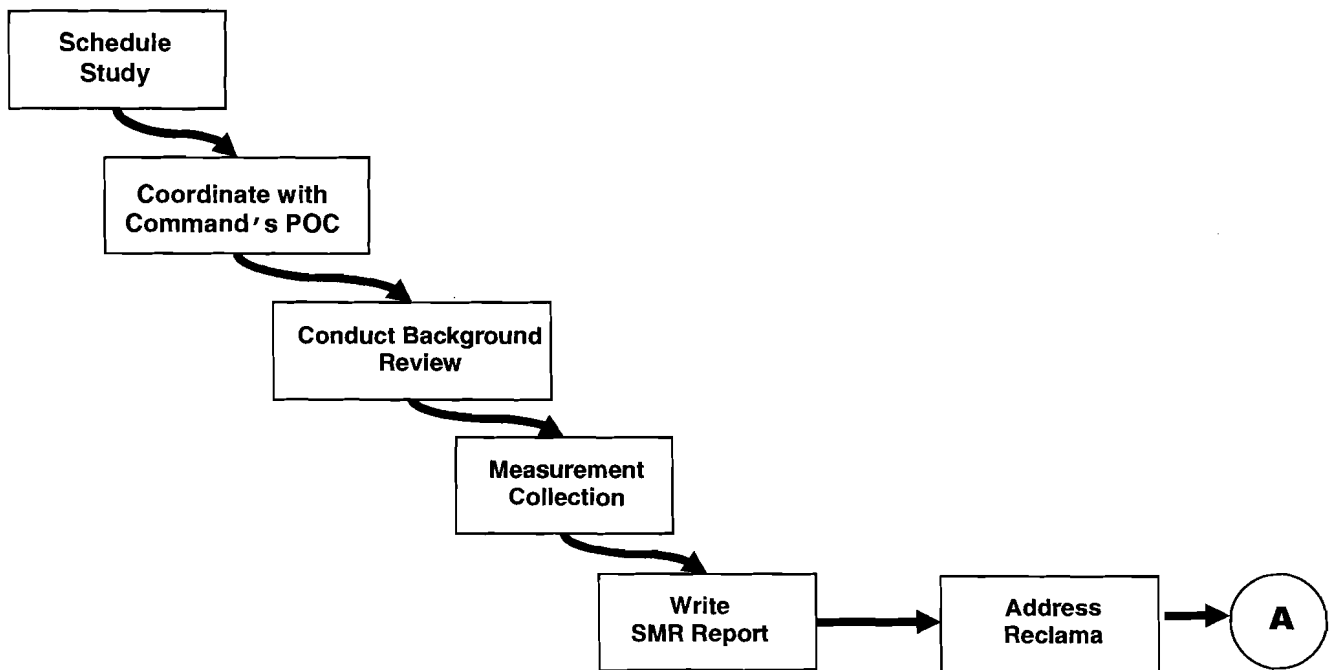 Schedule
Study
Coordinate with
Command's POC
Conduct Background
Review
Measurement
Collection
Write
SMR Report
Address
Reclama
A